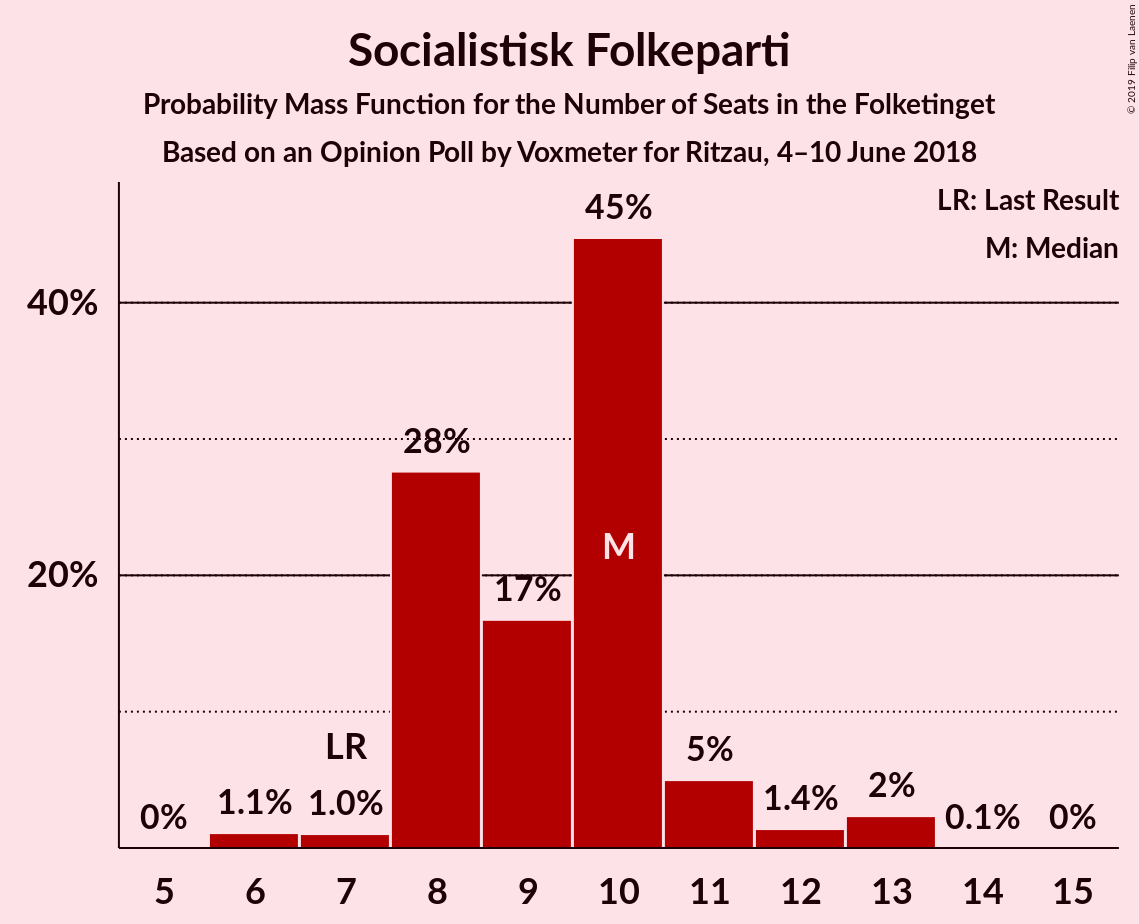 Socialistisk Folkeparti
Probability Mass Function for the Number of Seats in the Folketinget
Based on an Opinion Poll by Voxmeter for Ritzau, 4–10 June 2018
© 2019 Filip van Laenen
LR: Last Result
M: Median
45%
40%
28%
M
20%
17%
LR
5%
0%
1.1%
1.0%
1.4%
2%
0.1%
0%
5 6 7 8 9 10 11 12 13 14 15